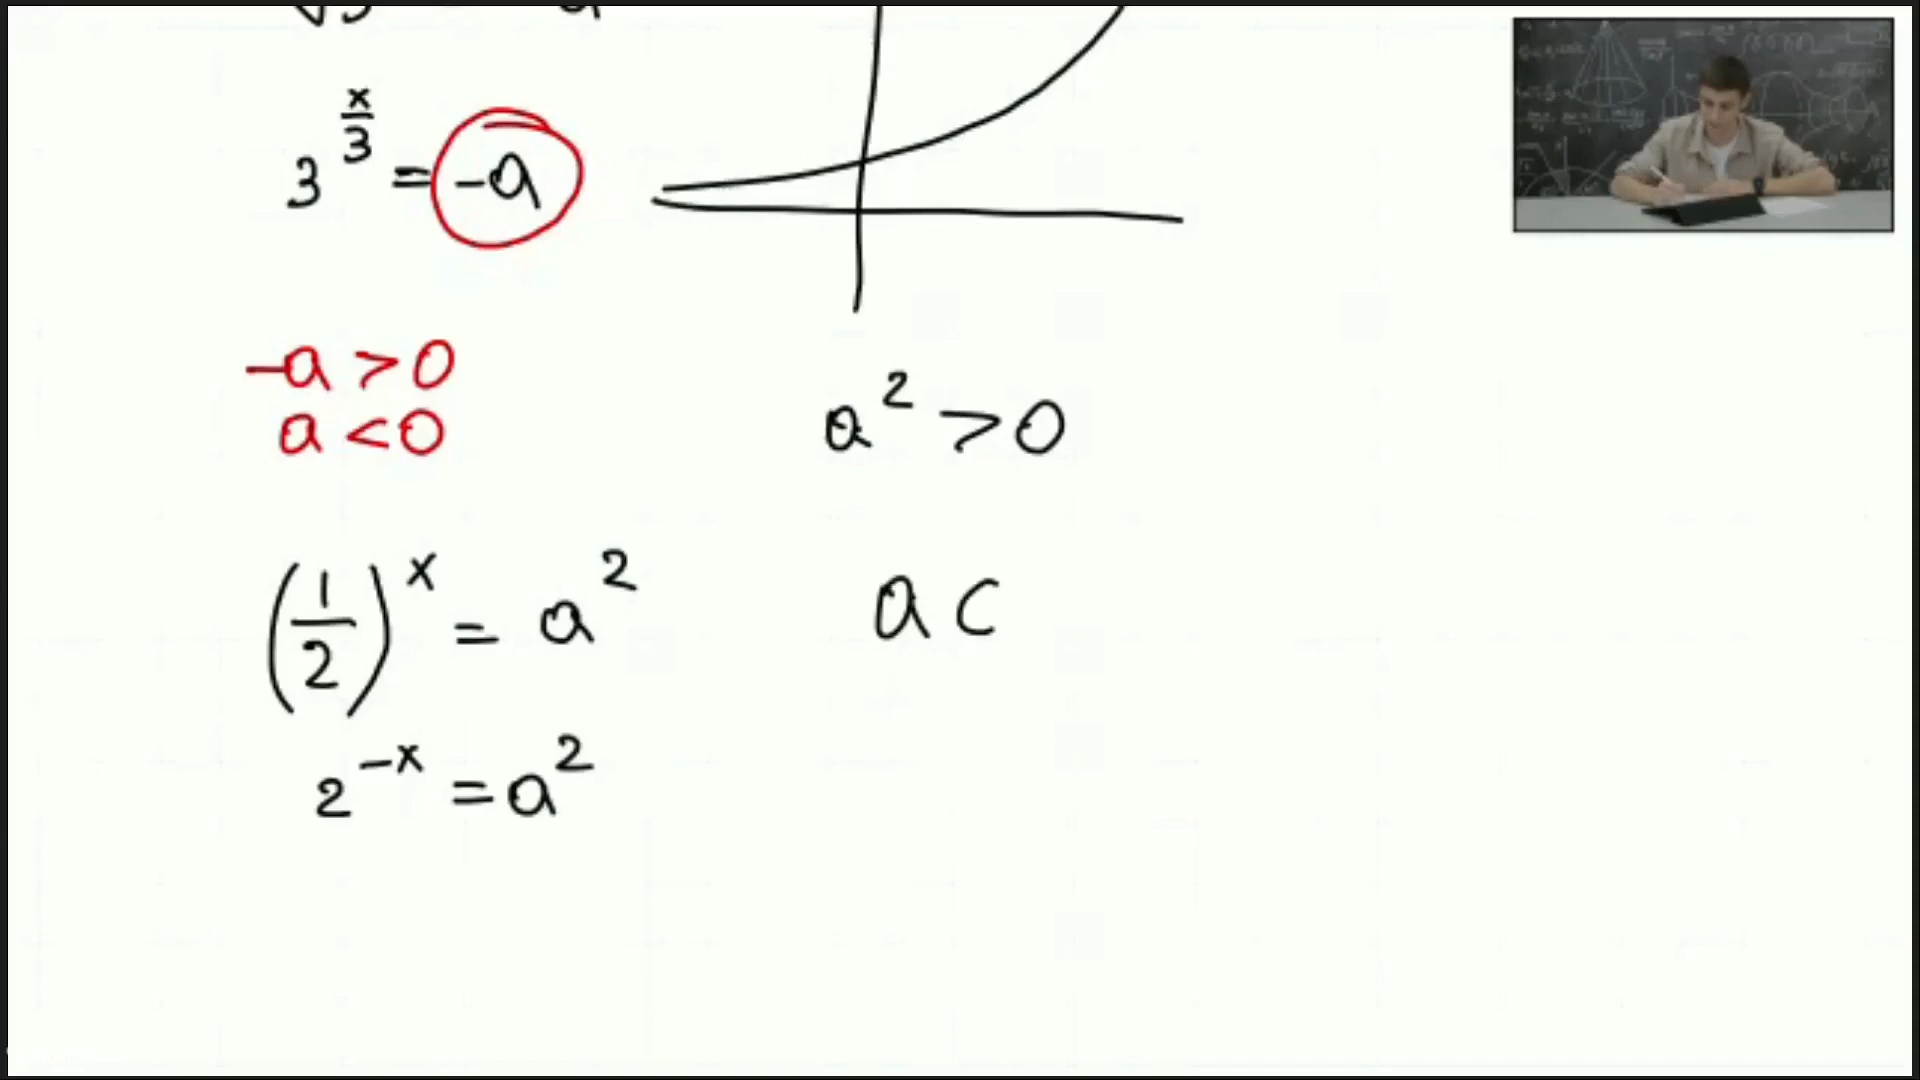 3^(x/3) = -a
-a > 0
a < 0
a² > 0
(1/2)^x = a²
a c
2^(-x) = a²